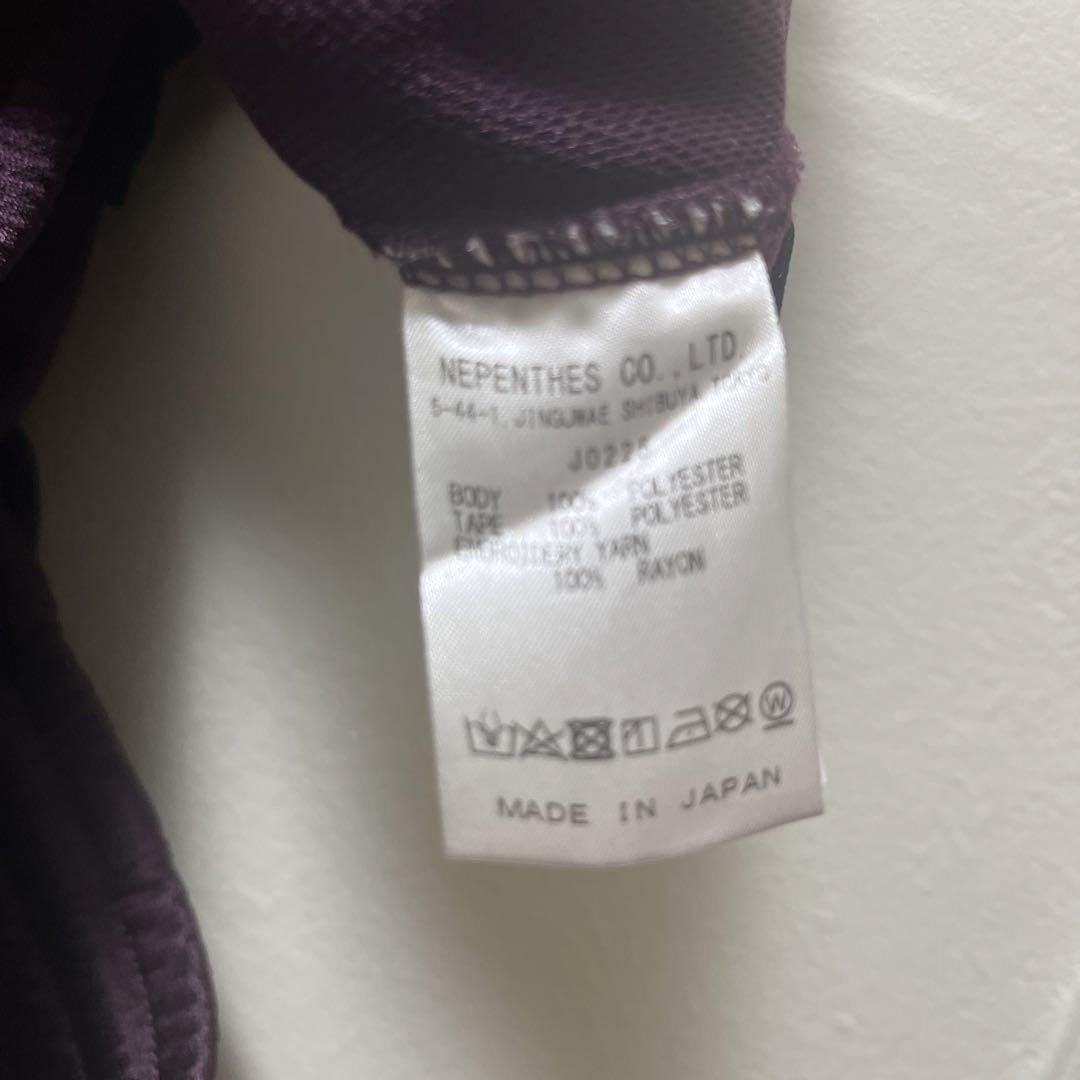 NEPENTHES CO.,LTD.
5-44-1, JINGUMAE SHIBUYA, TOKYO
BODY 100% POLYESTER
TAPE 100% POLYESTER
EMBROIDERY YARN
100% RAYON
W
MADE IN JAPAN